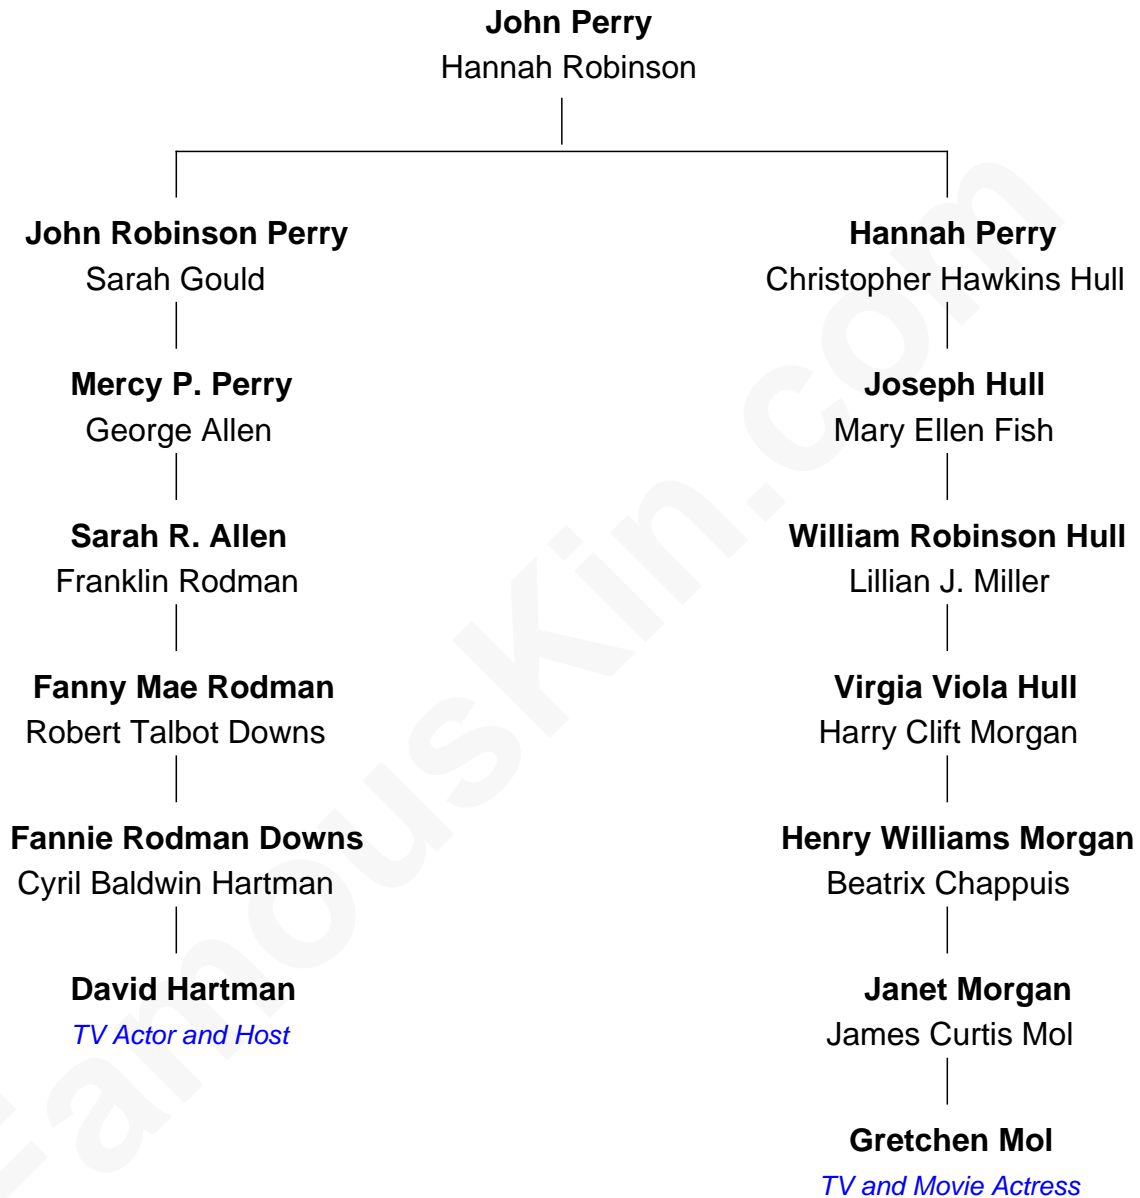 John Perry
Hannah Robinson
John Robinson Perry
Sarah Gould
Mercy P. Perry
George Allen
Sarah R. Allen
Franklin Rodman
Fanny Mae Rodman
Robert Talbot Downs
Fannie Rodman Downs
Cyril Baldwin Hartman
David Hartman
TV Actor and Host
Hannah Perry
Christopher Hawkins Hull
Joseph Hull
Mary Ellen Fish
William Robinson Hull
Lillian J. Miller
Virgia Viola Hull
Harry Clift Morgan
Henry Williams Morgan
Beatrix Chappuis
Janet Morgan
James Curtis Mol
Gretchen Mol
TV and Movie Actress
FamousKin.com